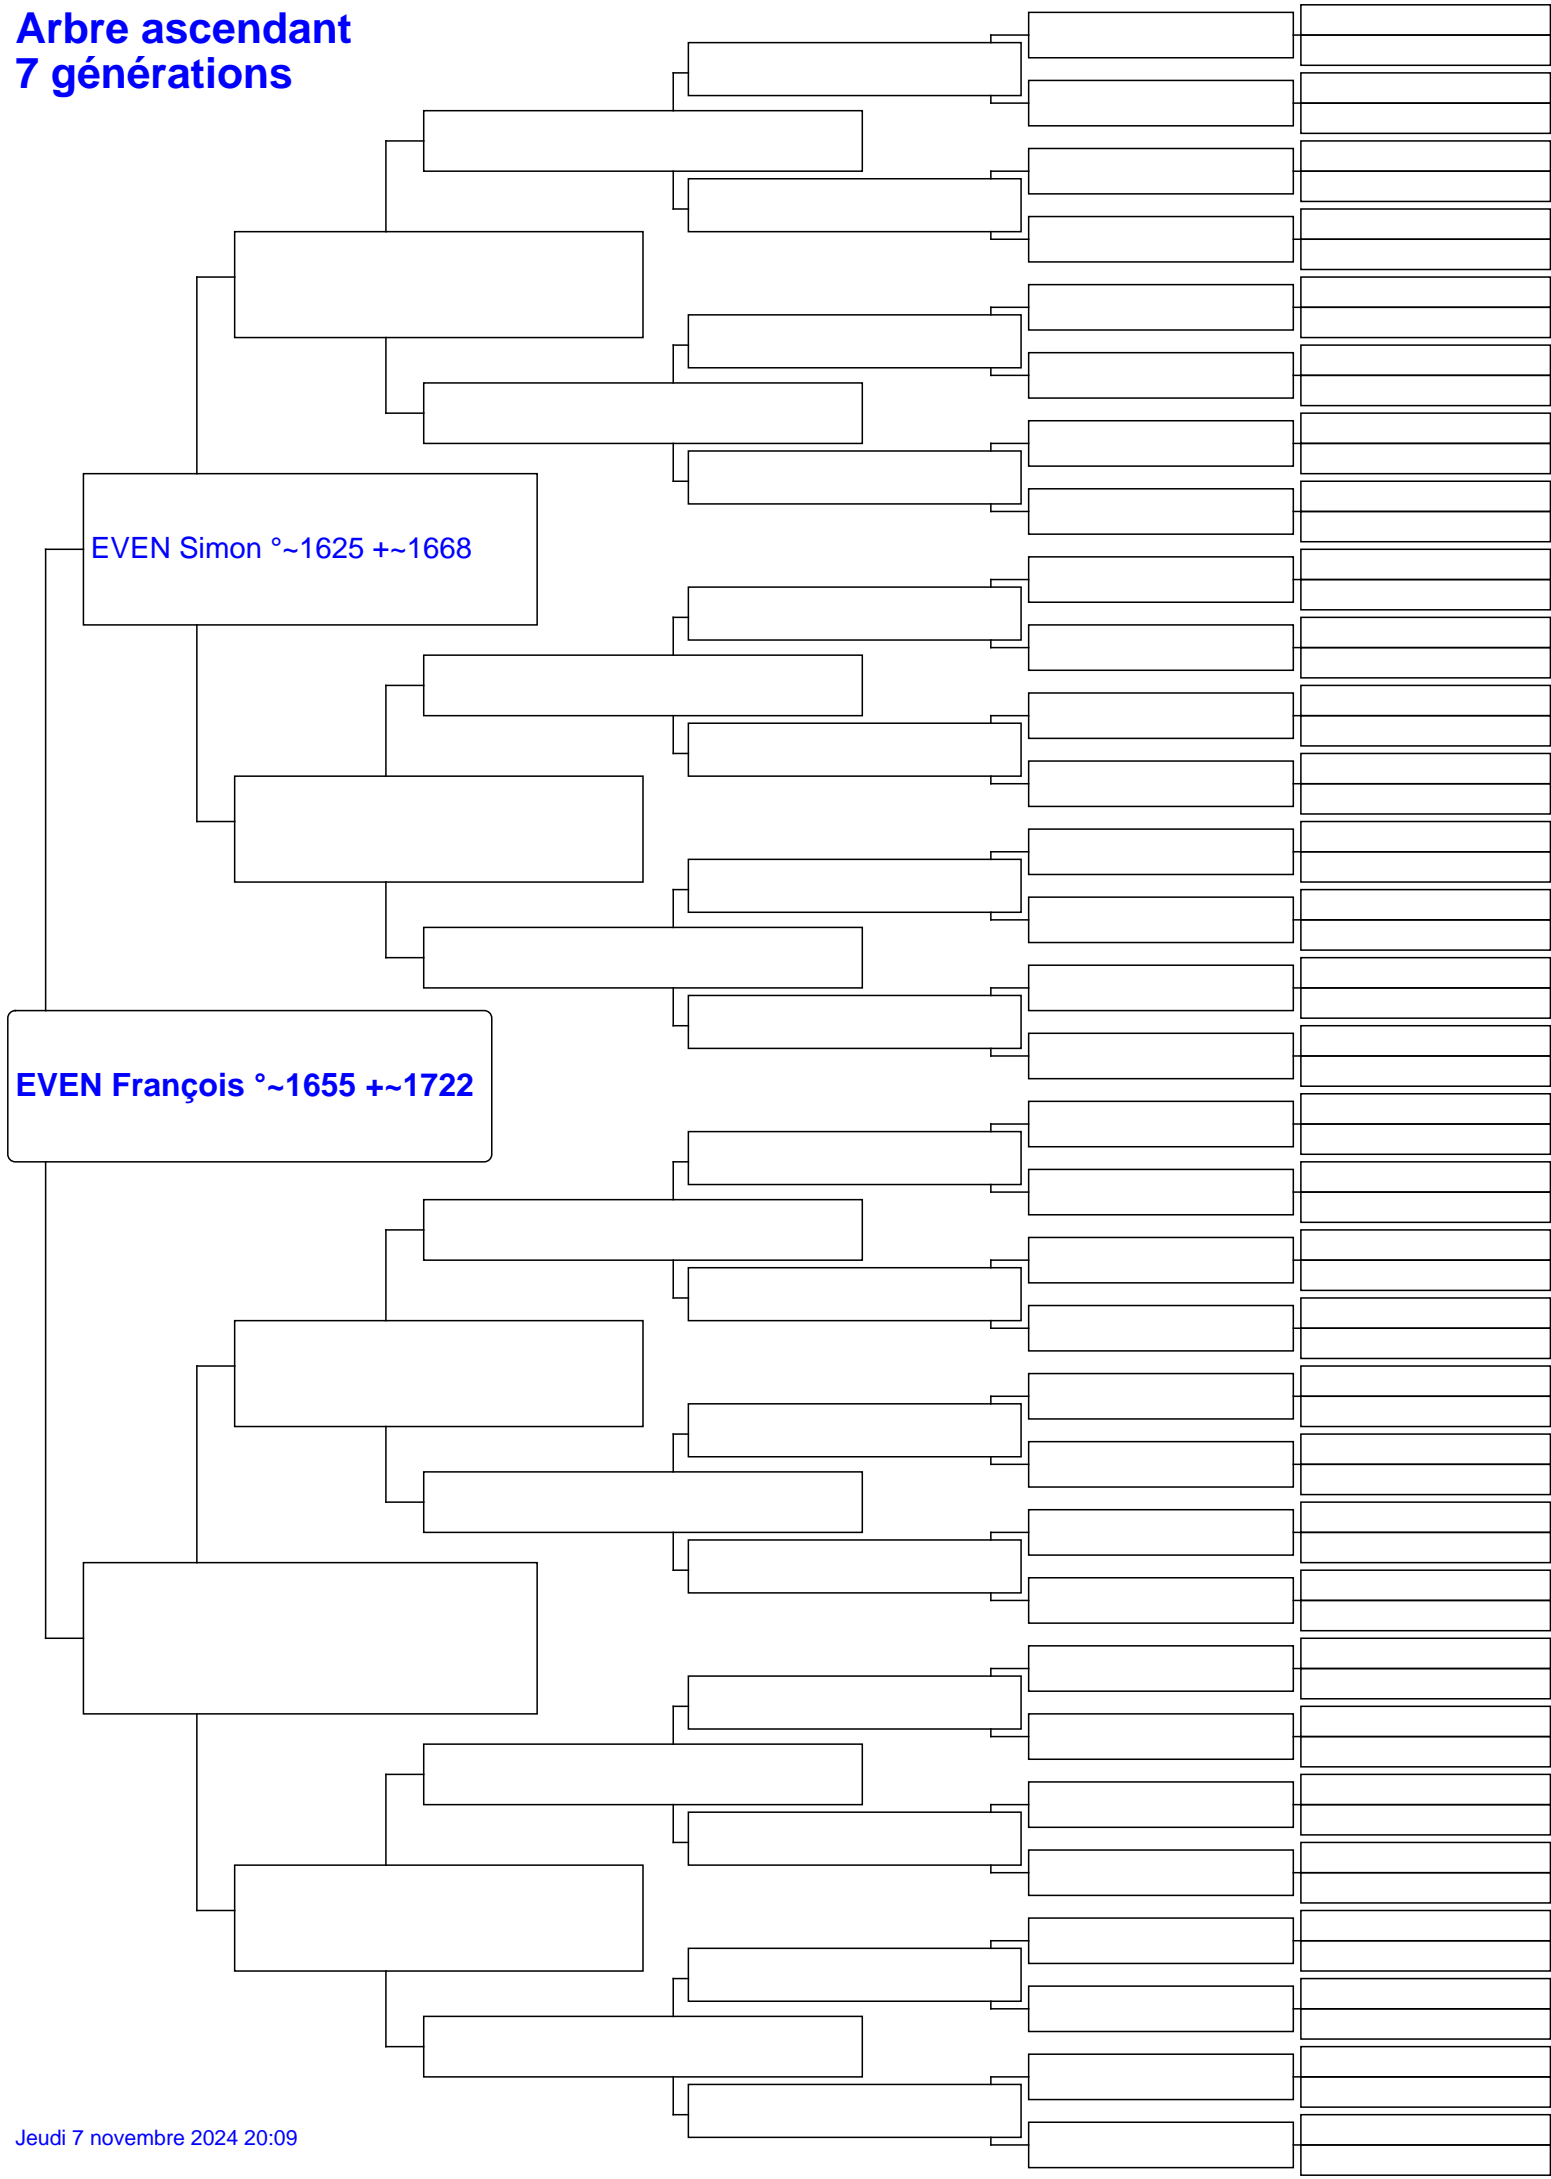 Arbre ascendant
7 générations
EVEN Simon °~1625 +~1668
EVEN François °~1655 +~1722
Jeudi 7 novembre 2024 20:09